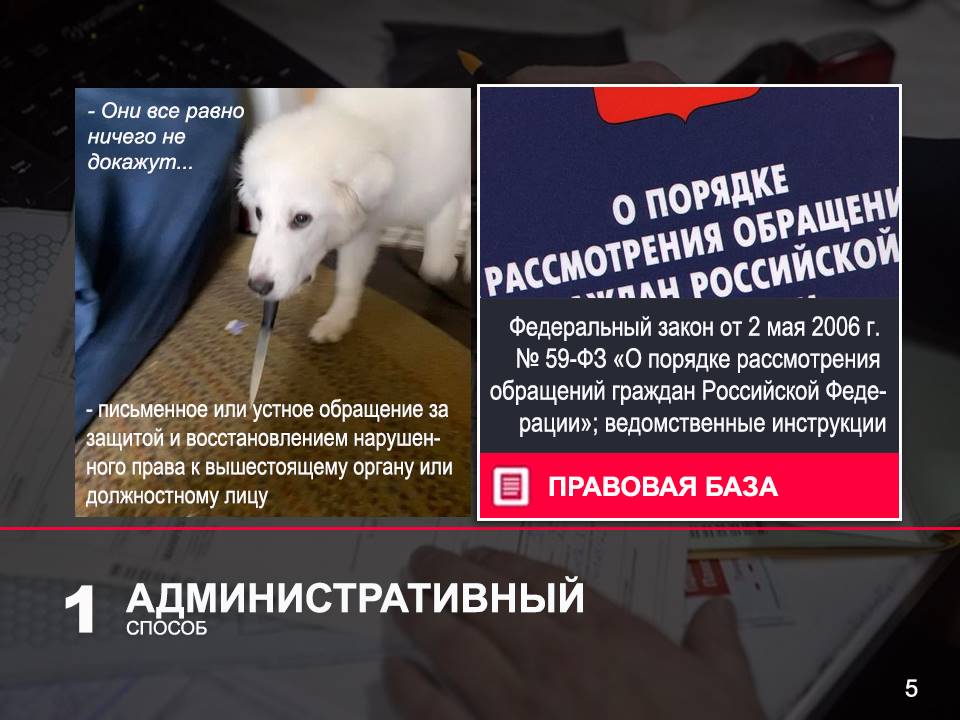 - Они все равно
ничего не
докажут...
- письменное или устное обращение за
защитой и восстановлением нарушен-
ного права к вышестоящему органу или
должностному лицу
О ПОРЯДКЕ
РАССМОТРЕНИЯ ОБРАЩЕНИ
ЖДАН РОССИЙСКОЙ
Федеральный закон от 2 мая 2006 г.
№ 59-ФЗ «О порядке рассмотрения
обращений граждан Российской Феде-
рации»; ведомственные инструкции
ПРАВОВАЯ БАЗА
1 АДМИНИСТРАТИВНЫЙ
СПОСОБ
5